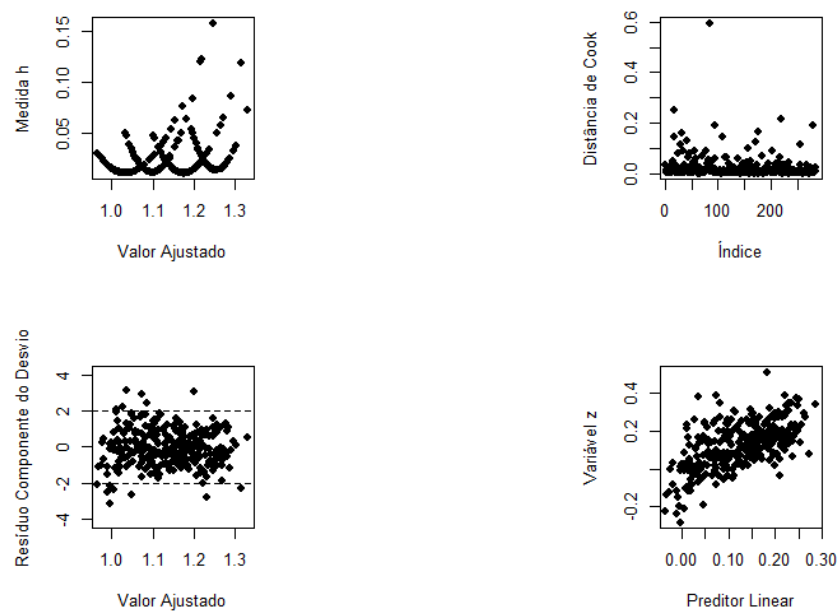 Medida h
0.15
0.10
0.05
1.0 1.1 1.2 1.3
Valor Ajustado
Distância de Cook
0.6
0.4
0.2
0.0
0 100 200
Índice
Resíduo Componente do Desvio
4
2
0
-2
-4
1.0 1.1 1.2 1.3
Valor Ajustado
Variável z
0.4
0.2
-0.2
0.00 0.10 0.20 0.30
Preditor Linear